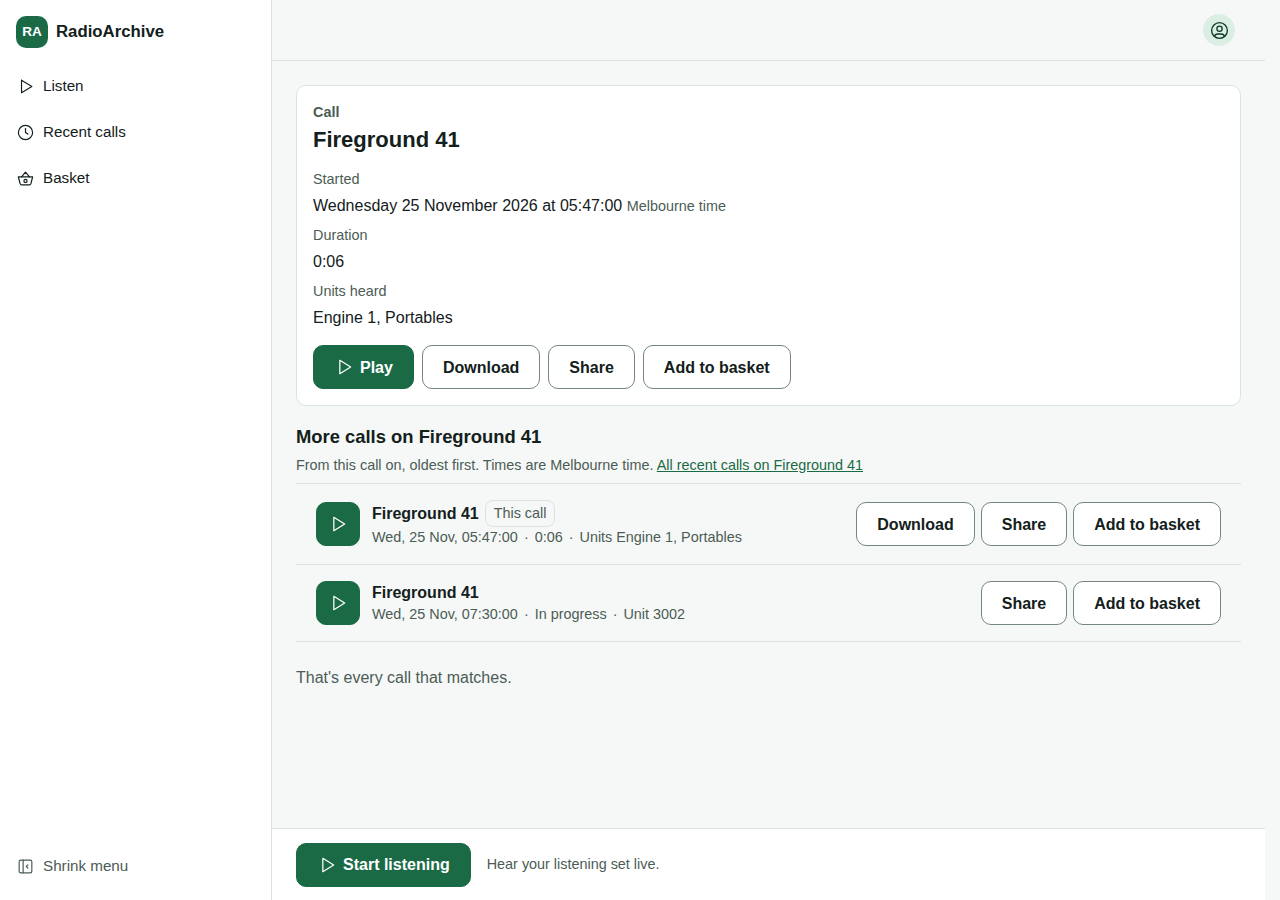 RA RadioArchive
Listen
Recent calls
Basket
Shrink menu
Call
Fireground 41
Started
Wednesday 25 November 2026 at 05:47:00 Melbourne time
Duration
0:06
Units heard
Engine 1, Portables
Play Download Share Add to basket
More calls on Fireground 41
From this call on, oldest first. Times are Melbourne time. All recent calls on Fireground 41
Fireground 41 This call
Wed, 25 Nov, 05:47:00 · 0:06 · Units Engine 1, Portables
Download Share Add to basket
Fireground 41
Wed, 25 Nov, 07:30:00 · In progress · Unit 3002
Share Add to basket
That's every call that matches.
Start listening Hear your listening set live.